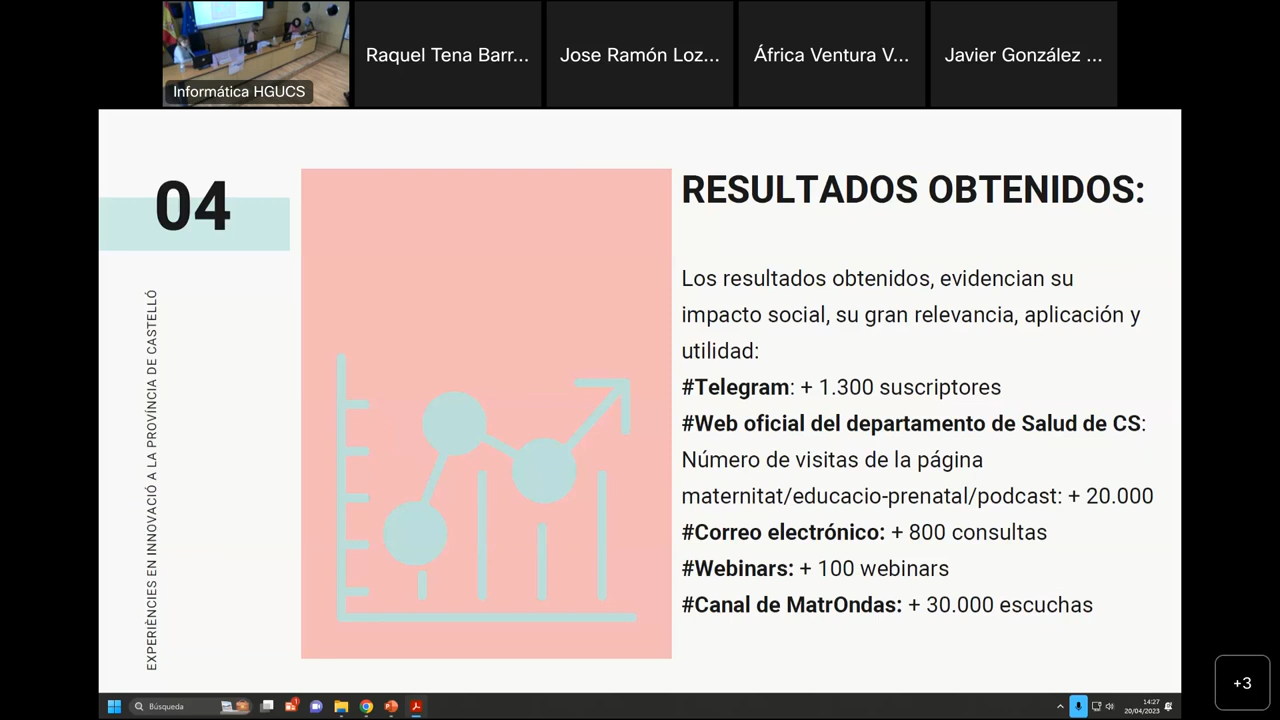 Informática HGUCS
Raquel Tena Barr...
Jose Ramón Loz...
África Ventura V...
Javier González ...
04
EXPERIÈNCIES EN INNOVACIÓ A LA PROVÍNCIA DE CASTELLÓ
RESULTADOS OBTENIDOS:
Los resultados obtenidos, evidencian su
impacto social, su gran relevancia, aplicación y
utilidad:
#Telegram: + 1.300 suscriptores
#Web oficial del departamento de Salud de CS:
Número de visitas de la página
maternitat/educacio-prenatal/podcast: + 20.000
#Correo electrónico: + 800 consultas
#Webinars: + 100 webinars
#Canal de MatrOndas: + 30.000 escuchas
+3
Búsqueda
14:27
20/04/2023